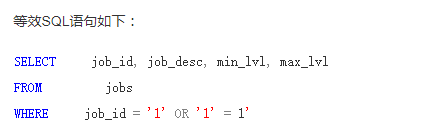 等效SQL语句如下：
SELECT job_id, job_desc, min_lvl, max_lvl
FROM jobs
WHERE job_id = '1' OR '1' = 1'